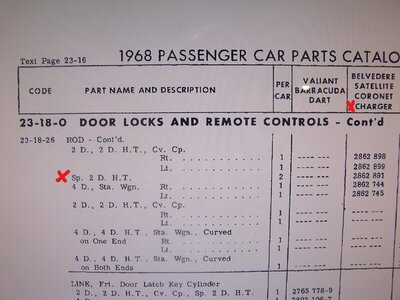 Text Page 23-16
1968 PASSENGER CAR PARTS CATALO
CODE PART NAME AND DESCRIPTION PER CAR VALIANT BARRACUDA DART BELVEDERE SATELLITE CORONET CHARGER
23-18-0 DOOR LOCKS AND REMOTE CONTROLS - Cont'd
23-18-26 ROD - Cont'd.
2 D., 2 D. H.T., Cv. Cp.
Rt. 1 ---- --- 2862 898
Lt. 1 ---- --- 2862 899
Sp. 2 D. H.T. 2 ---- --- 2862 891
4 D., Sta. Wgn. Rt. 1 ---- --- 2862 744
Lt. 1 ---- --- 2862 745
2 D., 2 D. H.T., Cv. Cp.
Rt. 1 ---- --- ---- ---
Lt. 1 ---- --- ---- ---
4 D., 4 D. H.T., Sta. Wgn., Curved
on One End 1 ---- --- ---- ---
4 D., 4 D. H.T., Sta. Wgn., Curved
on Both Ends 1 ---- --- ---- ---
LINK, Frt. Door Latch Key Cylinder
2 D., 2 D. H.T., Cv. Cp., Sp. 2 D. H.T. 1 2765 778-9